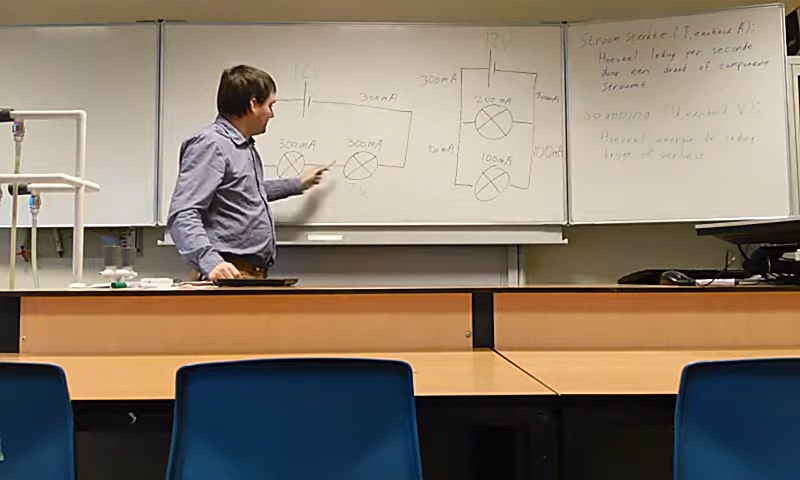 300mA
300mA
300mA
12V
300mA
200mA
300mA
100mA
100mA
Stroomsterkte (I, eenheid A):
Hoeveel lading per seconde
door een draad of component
stroomt
Spanning (U, eenheid V):
Hoeveel energie de lading
krijgt of verliest